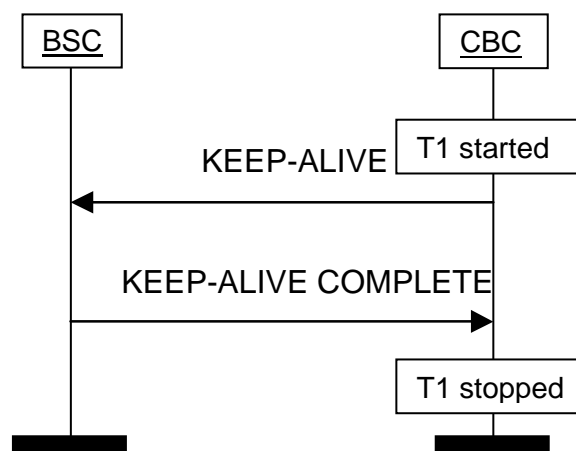 BSC
CBC
T1 started
KEEP-ALIVE
KEEP-ALIVE COMPLETE
T1 stopped